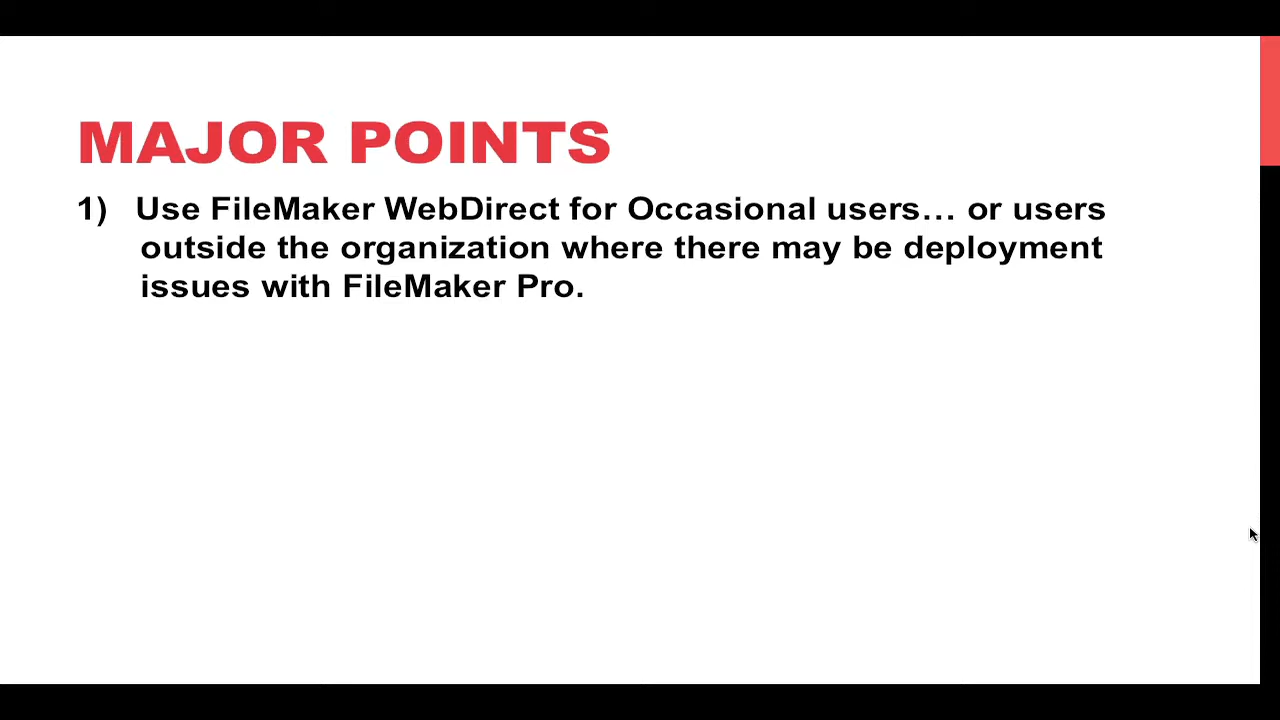 MAJOR POINTS
1) Use FileMaker WebDirect for Occasional users… or users
outside the organization where there may be deployment
issues with FileMaker Pro.